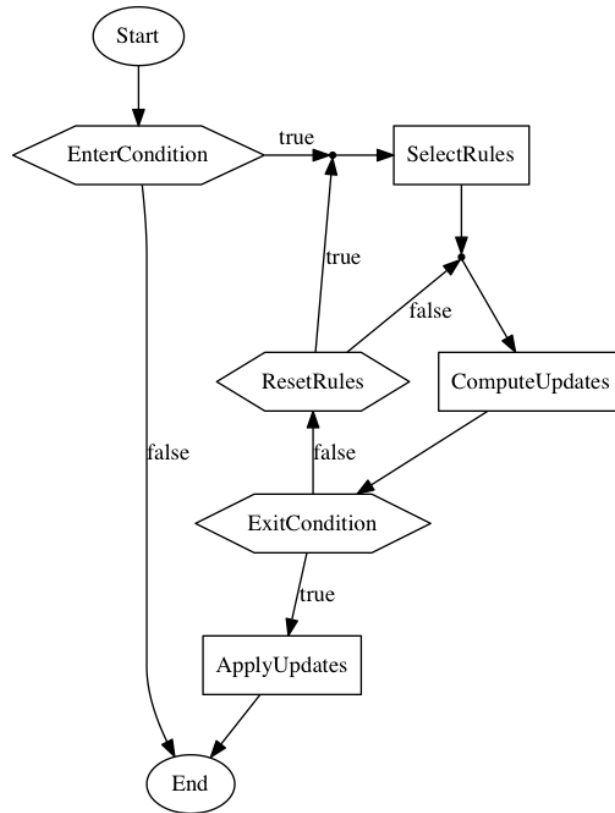 Start
true
EnterCondition
SelectRules
true
false
ResetRules
ComputeUpdates
false
false
ExitCondition
true
ApplyUpdates
End